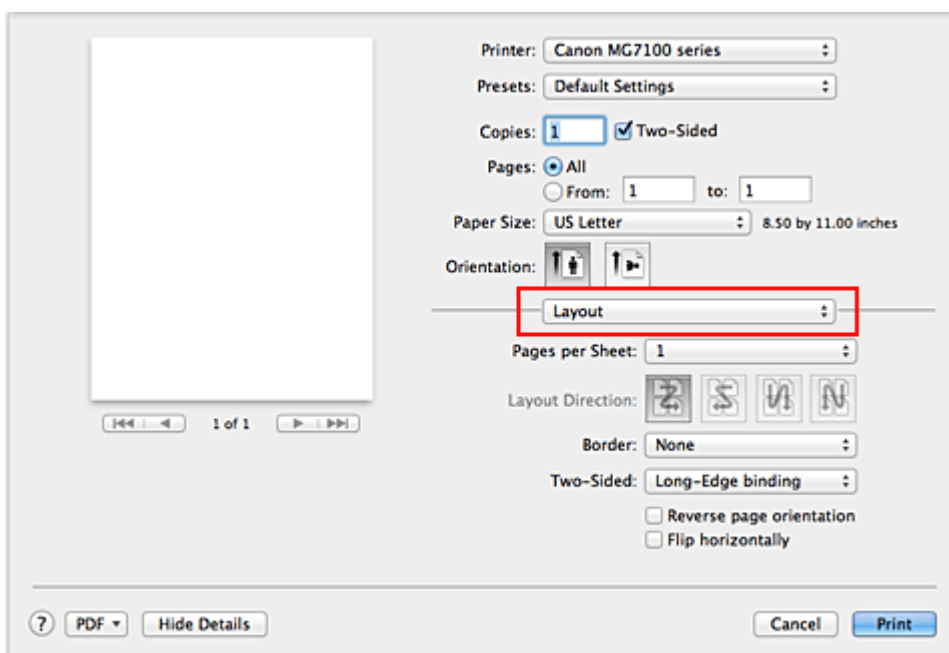 Printer: Canon MG7100 series
Presets: Default Settings
Copies: 1 Two-Sided
Pages: All
From: 1 to: 1
Paper Size: US Letter 8.50 by 11.00 inches
Orientation:
Layout
Pages per Sheet: 1
Layout Direction:
Border: None
Two-Sided: Long-Edge binding
Reverse page orientation
Flip horizontally
1 of 1
? PDF Hide Details Cancel Print